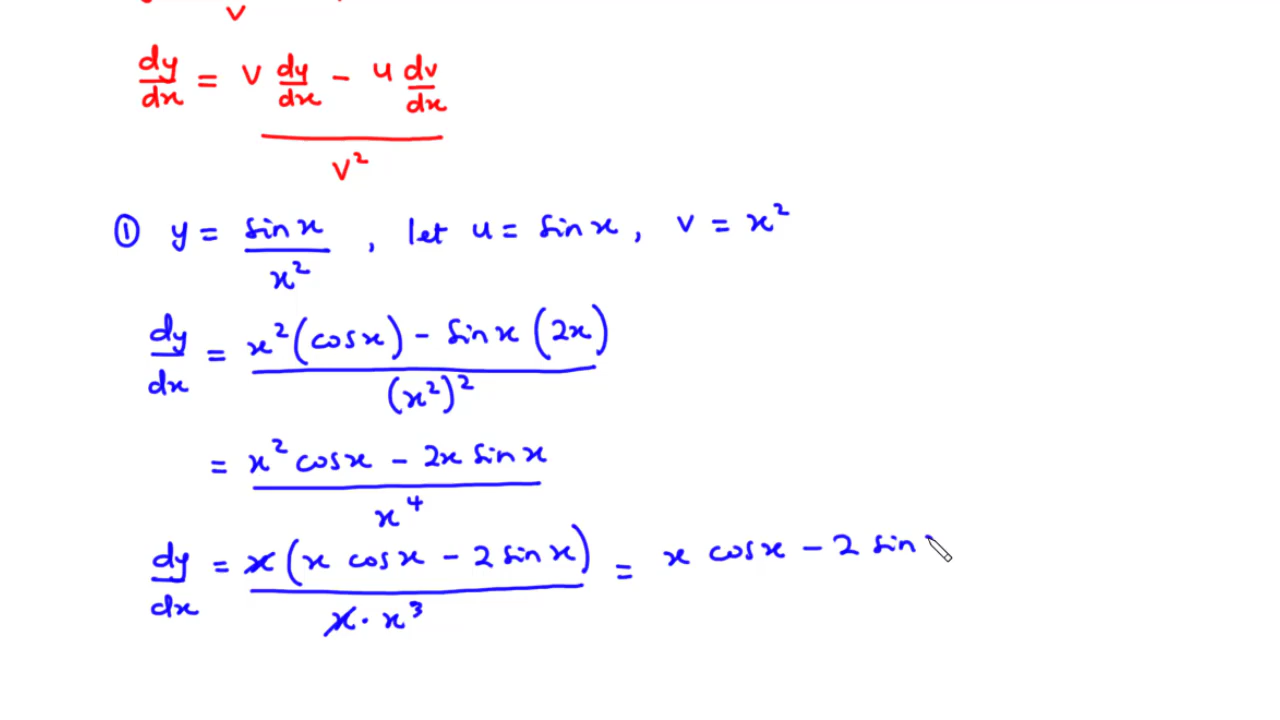 v
dy/dx = v dy/dx - u dv/dx
v²
① y = sin x / x² , let u = sin x, v = x²
dy/dx = x²(cos x) - sin x (2x) / (x²)²
= x² cos x - 2x sin x / x⁴
dy/dx = x(x cos x - 2 sin x) / x · x³ = x cos x - 2 sin